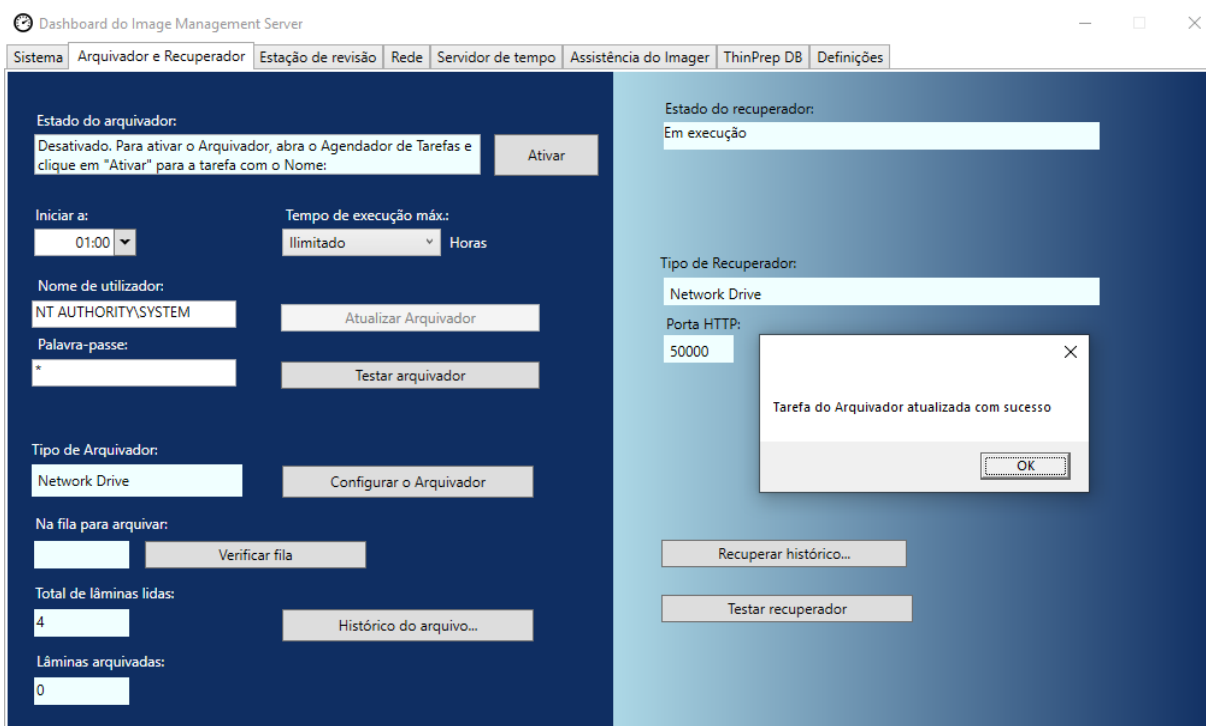 Dashboard do Image Management Server
Sistema
Arquivador e Recuperador
Estação de revisão
Rede
Servidor de tempo
Assistência do Imager
ThinPrep DB
Definições
Estado do arquivador:
Desativado. Para ativar o Arquivador, abra o Agendador de Tarefas e
clique em "Ativar" para a tarefa com o Nome:
Ativar
Iniciar a:
01:00
Tempo de execução máx.:
Ilimitado
Horas
Nome de utilizador:
NT AUTHORITY\SYSTEM
Atualizar Arquivador
Palavra-passe:
*
Testar arquivador
Tipo de Arquivador:
Network Drive
Configurar o Arquivador
Na fila para arquivar:
Verificar fila
Total de lâminas lidas:
4
Histórico do arquivo...
Lâminas arquivadas:
0
Estado do recuperador:
Em execução
Tipo de Recuperador:
Network Drive
Porta HTTP:
50000
Tarefa do Arquivador atualizada com sucesso
OK
Recuperar histórico...
Testar recuperador